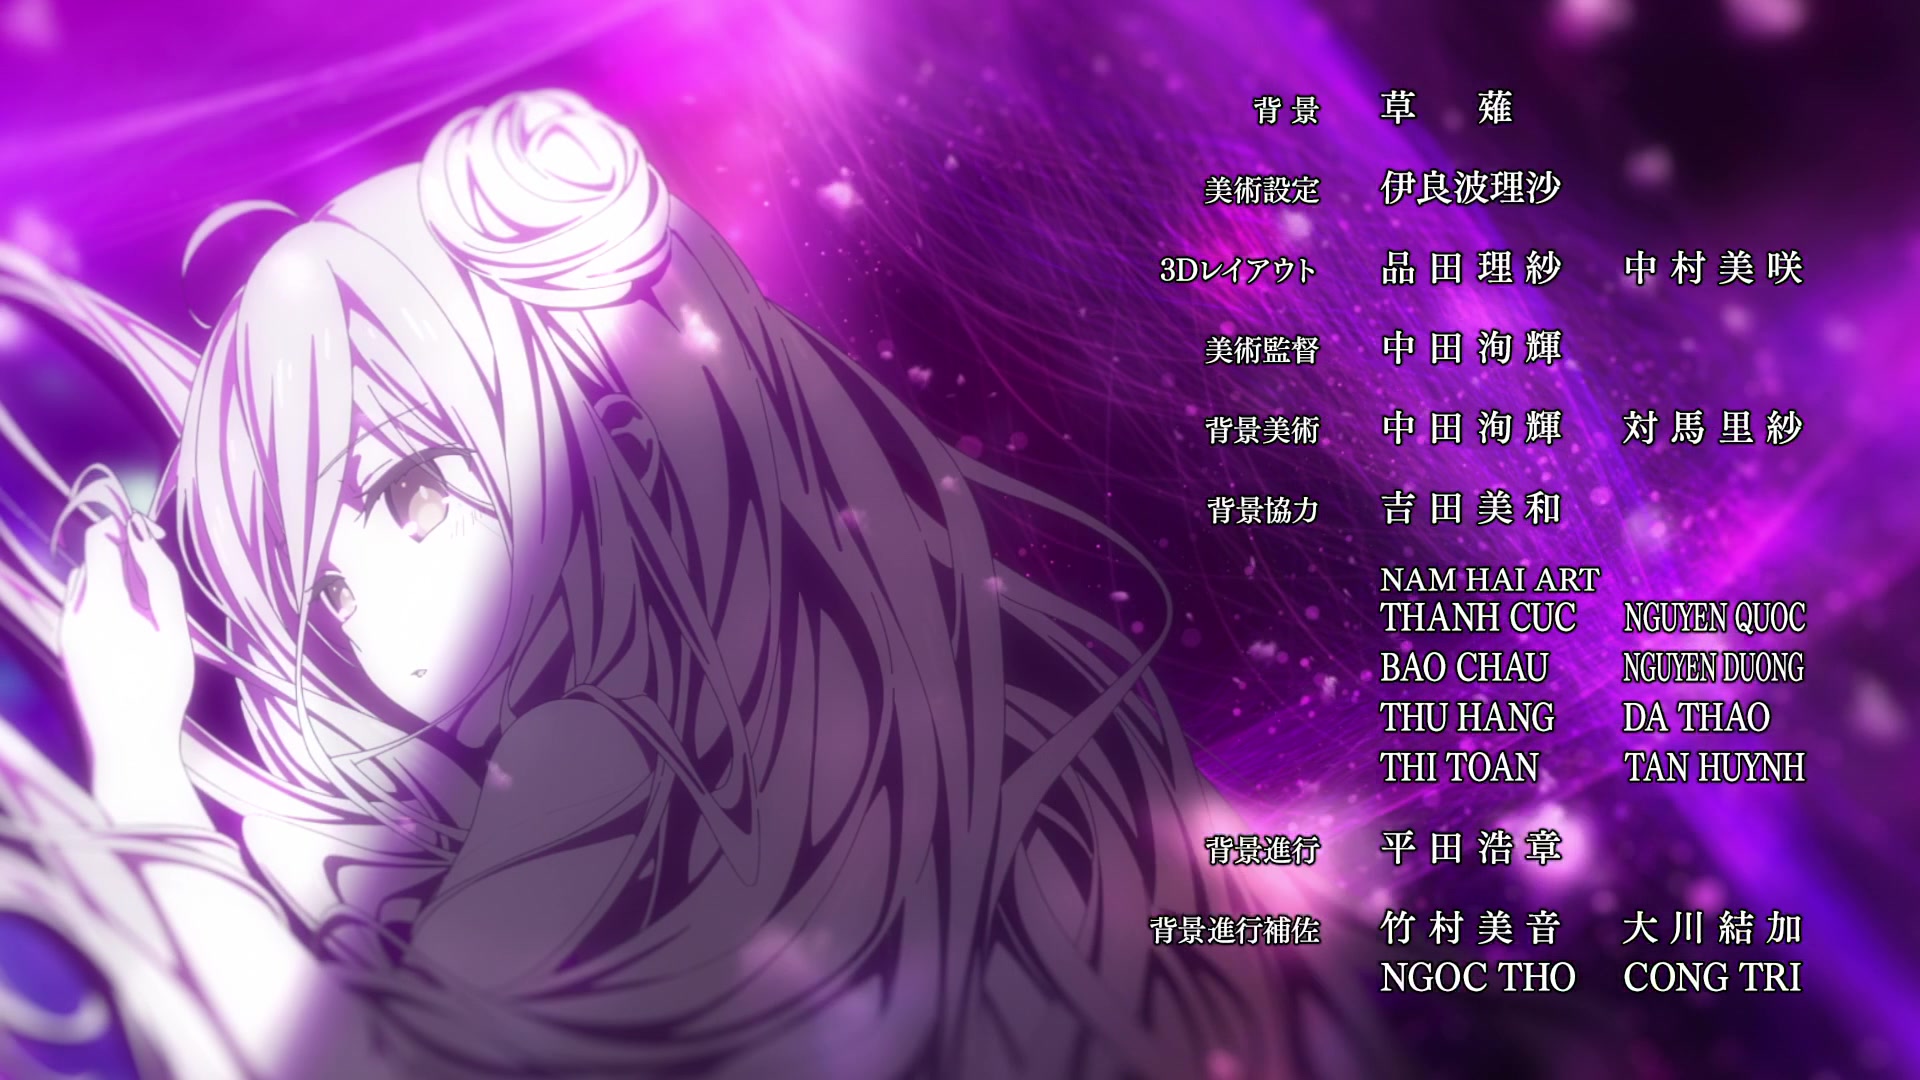 背景 草薙
美術設定 伊良波理沙
3Dレイアウト 品田理紗 中村美咲
美術監督 中田洵輝
背景美術 中田洵輝 対馬里紗
背景協力 吉田美和
NAM HAI ART
THANH CUC NGUYEN QUOC
BAO CHAU NGUYEN DUONG
THU HANG DA THAO
THI TOAN TAN HUYNH
背景進行 平田浩章
背景進行補佐 竹村美音 大川結加
NGOC THO CONG TRI